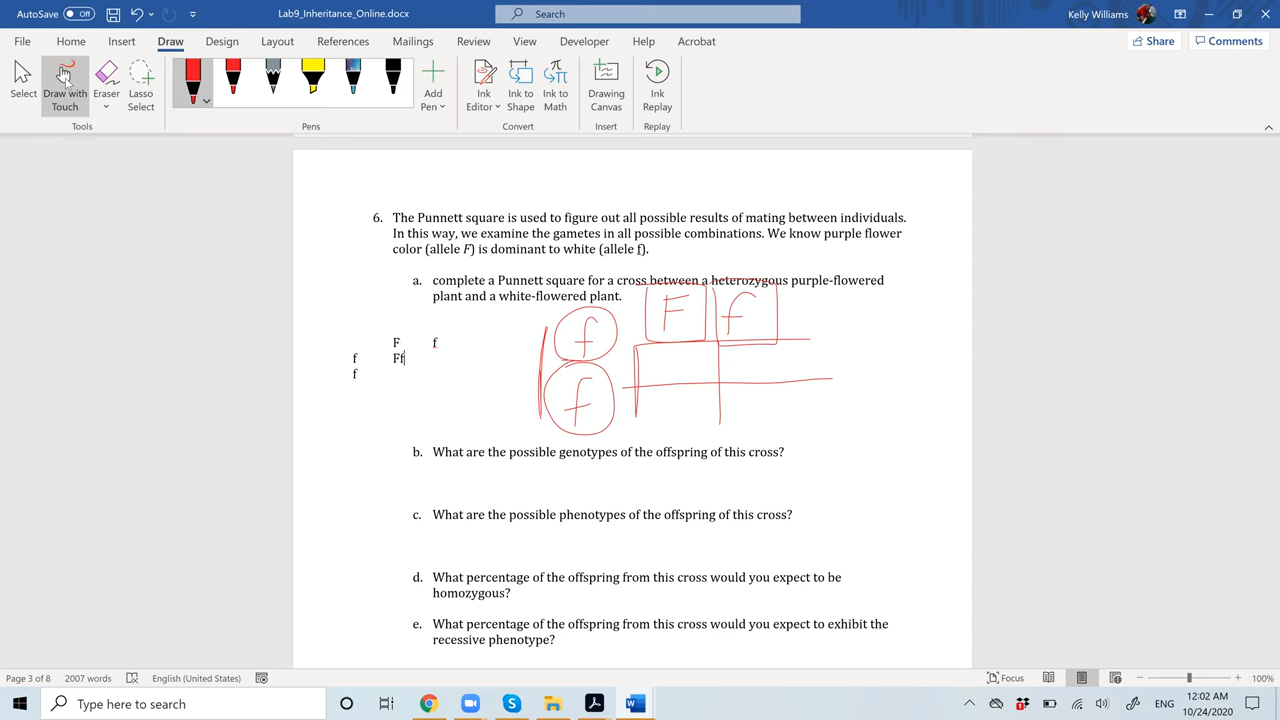 AutoSave Off Lab9_Inheritance_Online.docx Search Kelly Williams
File Home Insert Draw Design Layout References Mailings Review View Developer Help Acrobat Share Comments
Select Draw with Touch Eraser Lasso Select Add Pen Ink Editor Ink to Shape Ink to Math Drawing Canvas Ink Replay
Tools Pens Convert Insert Replay
6. The Punnett square is used to figure out all possible results of mating between individuals.
In this way, we examine the gametes in all possible combinations. We know purple flower
color (allele F) is dominant to white (allele f).
a. complete a Punnett square for a cross between a heterozygous purple-flowered
plant and a white-flowered plant.
F f
f F f
f Ff
f f
b. What are the possible genotypes of the offspring of this cross?
c. What are the possible phenotypes of the offspring of this cross?
d. What percentage of the offspring from this cross would you expect to be
homozygous?
e. What percentage of the offspring from this cross would you expect to exhibit the
recessive phenotype?
Page 3 of 8 2007 words English (United States) Focus 100%
Type here to search ENG 12:02 AM
10/24/2020